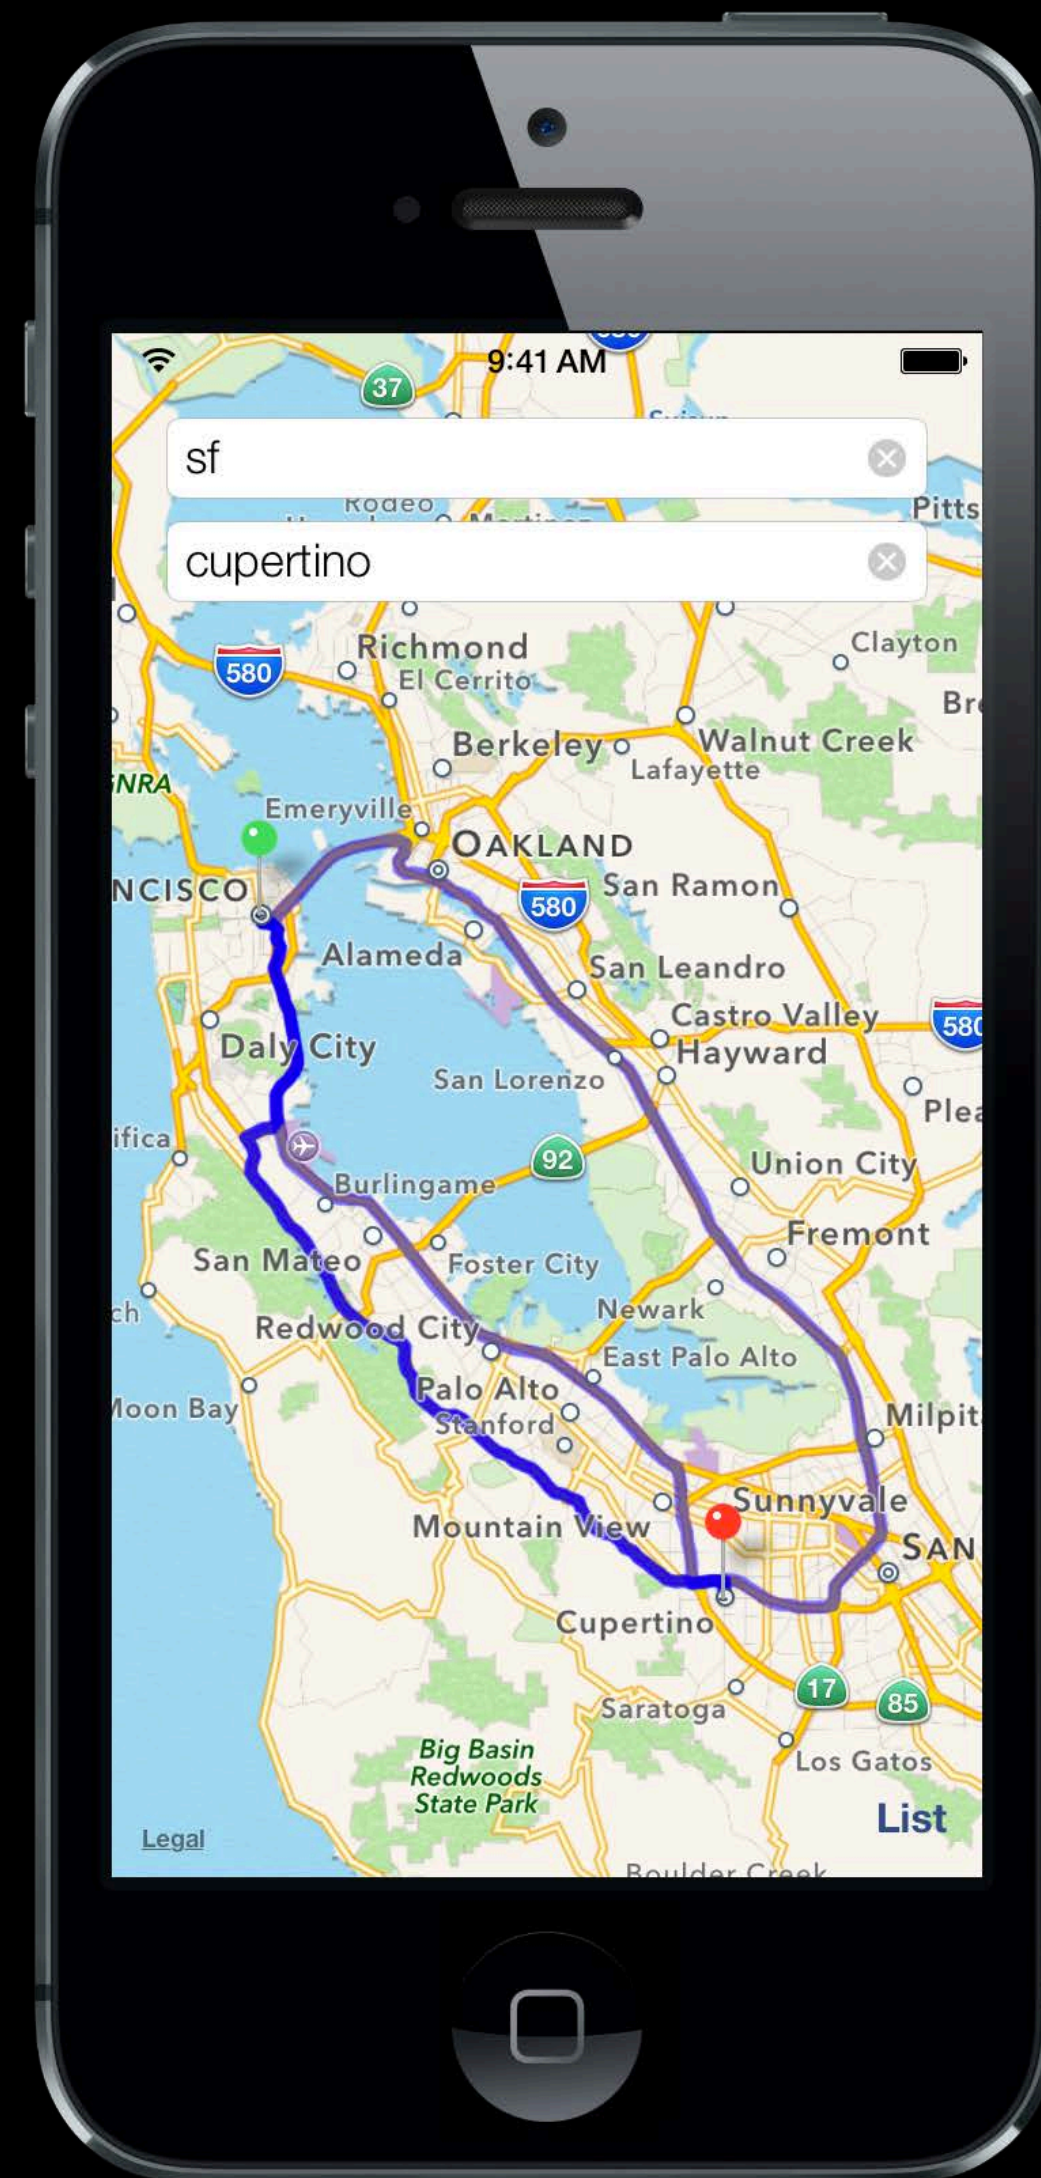 9:41 AM
37
sf
Rodeo
Pitts
cupertino
Clayton
Richmond
580
El Cerrito
Bre
Berkeley
Walnut Creek
Lafayette
GNRA
Emeryville
OAKLAND
NCISCO
San Ramon
580
Alameda
San Leandro
Castro Valley
580
Daly City
Hayward
San Lorenzo
Plea
ifica
92
Union City
Burlingame
Fremont
San Mateo
Foster City
ch
Newark
Redwood City
East Palo Alto
Palo Alto
Moon Bay
Milpit
Stanford
Sunnyvale
Mountain View
SAN
Cupertino
17
85
Saratoga
Big Basin
Redwoods
State Park
Los Gatos
List
Legal
Boulder Creek